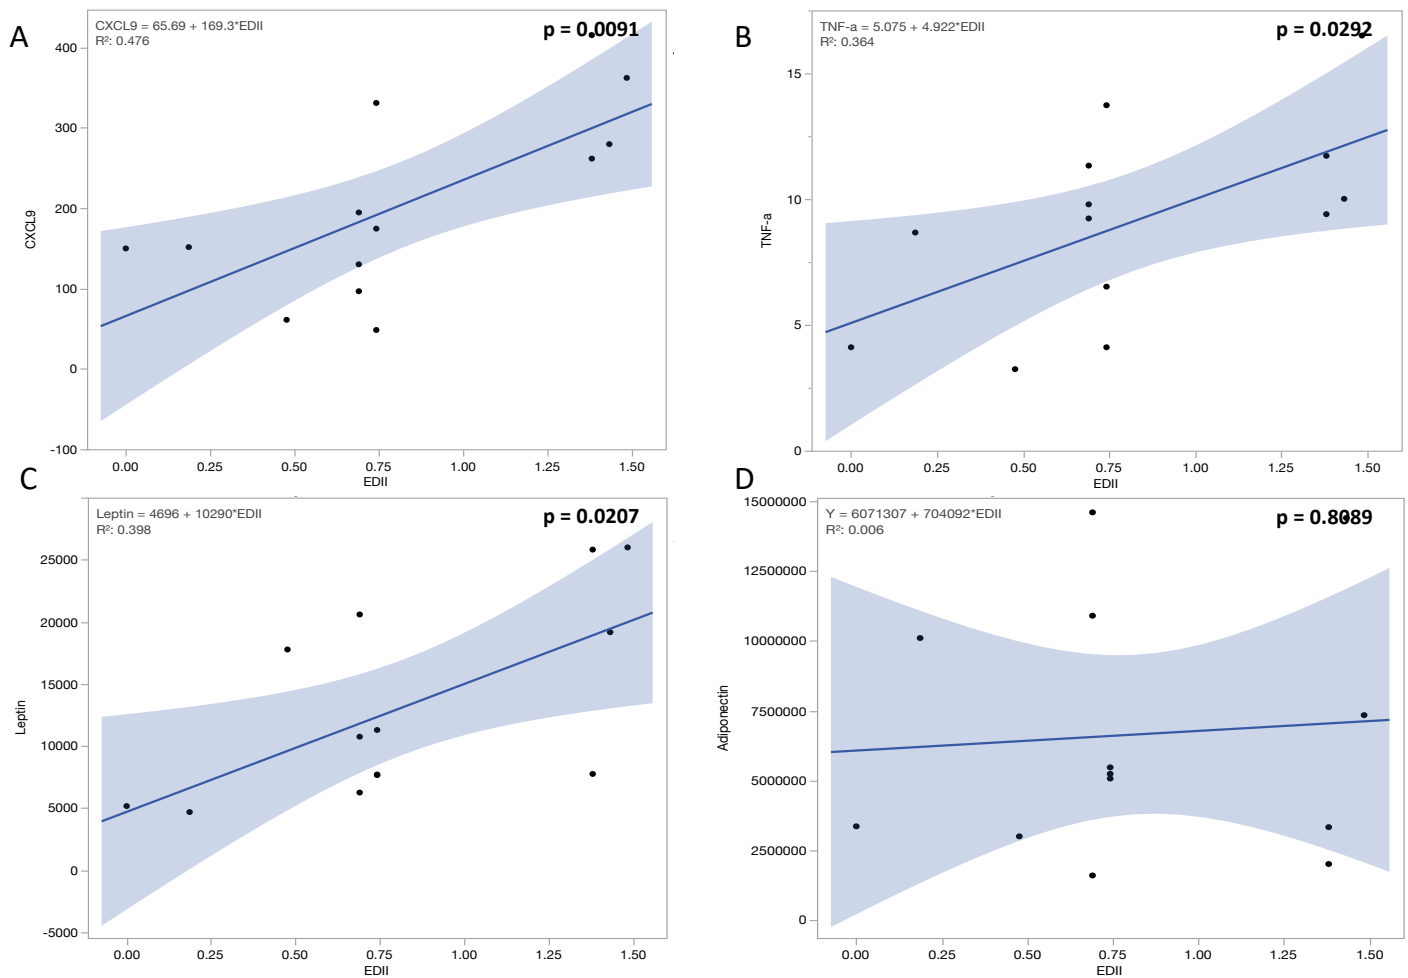 A
CXCL9 = 65.69 + 169.3*EDII
R²: 0.476
p = 0.0091
400
300
200
100
0
-100
CXCL9
0.00 0.25 0.50 0.75 1.00 1.25 1.50
EDII
B
TNF-a = 5.075 + 4.922*EDII
R²: 0.364
p = 0.0292
15
10
5
0
TNF-a
0.00 0.25 0.50 0.75 1.00 1.25 1.50
EDII
C
Leptin = 4696 + 10290*EDII
R²: 0.398
p = 0.0207
25000
20000
15000
10000
5000
0
-5000
Leptin
0.00 0.25 0.50 0.75 1.00 1.25 1.50
EDII
D
Y = 6071307 + 704092*EDII
R²: 0.006
p = 0.8089
15000000
12500000
10000000
7500000
5000000
2500000
0
Adiponectin
0.00 0.25 0.50 0.75 1.00 1.25 1.50
EDII